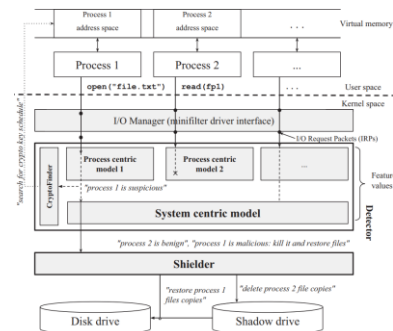 Process 1
address space
Process 2
address space
. . .
Virtual memory
Process 1
Process 2
...
open("file.txt")
read(fp1)
...
User space
Kernel space
I/O Manager (minifilter driver interface)
I/O Request Packets (IRPs)
"search for crypto key schedule"
CryptoFinder
Process centric
model 1
Process centric
model 2
...
Feature
values
"process 1 is suspicious"
System centric model
Detector
"process 2 is benign", "process 1 is malicious: kill it and restore files"
Shielder
"restore process 1
files copies"
"delete process 2 file copies"
Disk drive
Shadow drive